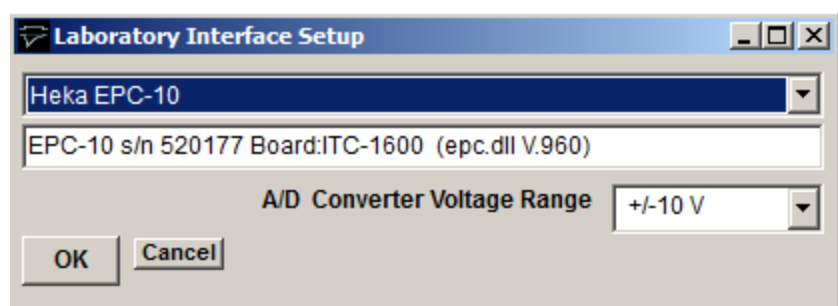 Laboratory Interface Setup
Heka EPC-10
EPC-10 s/n 520177 Board:ITC-1600 (epc.dll V.960)
A/D Converter Voltage Range +/-10 V
OK Cancel